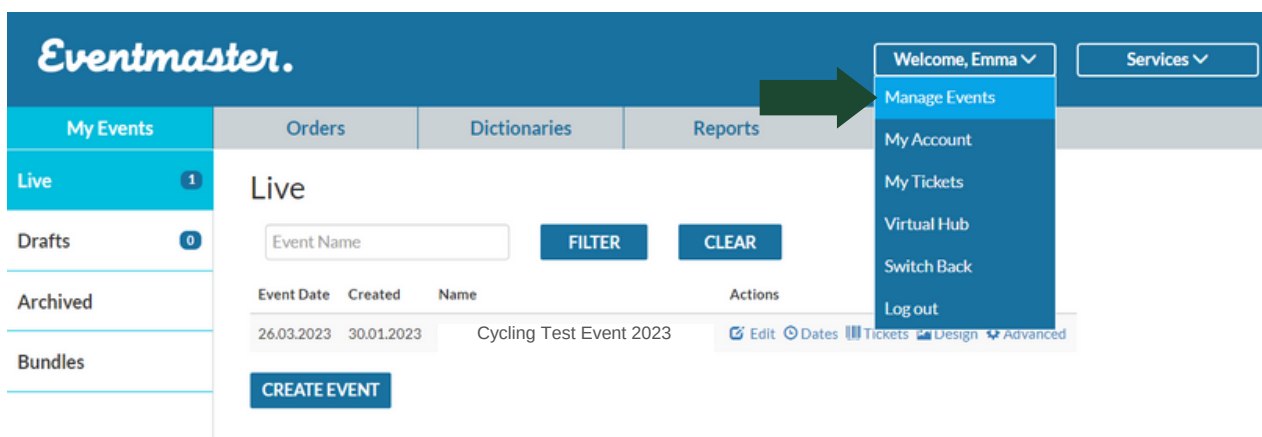 Eventmaster.
Welcome, Emma
Services
Manage Events
My Account
My Tickets
Virtual Hub
Switch Back
Log out
My Events
Orders
Dictionaries
Reports
Live 1
Drafts 0
Archived
Bundles
Live
Event Name
FILTER
CLEAR
Event Date Created Name Actions
26.03.2023 30.01.2023 Cycling Test Event 2023 Edit Dates Tickets Design Advanced
CREATE EVENT